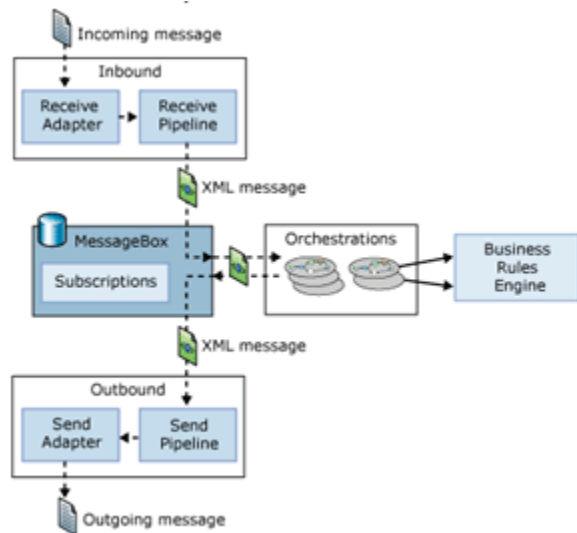 Incoming message
Inbound
Receive
Adapter
Receive
Pipeline
XML message
MessageBox
Subscriptions
Orchestrations
Business
Rules
Engine
XML message
Outbound
Send
Adapter
Send
Pipeline
Outgoing message